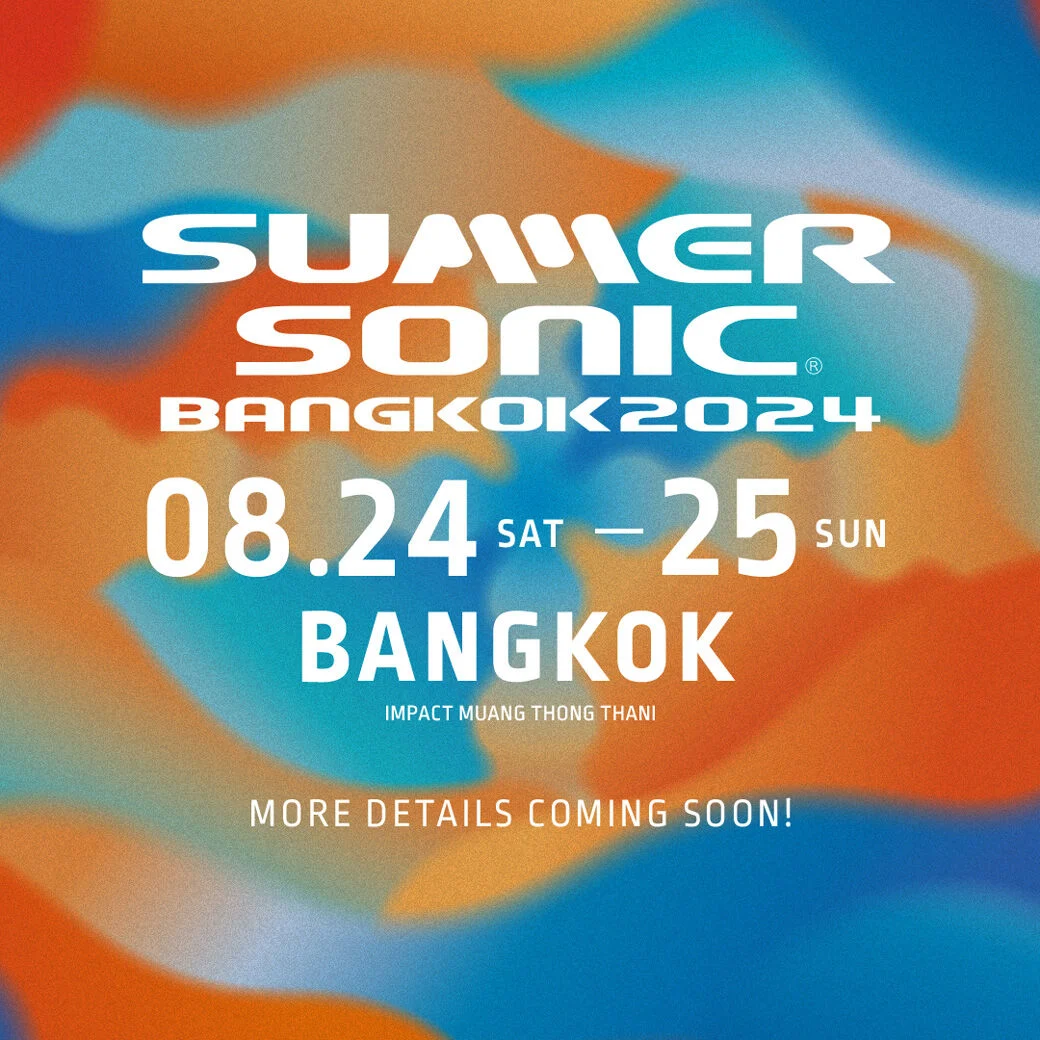 SUMMER
SONIC®
BANGKOK2024
08.24 SAT — 25 SUN
BANGKOK
IMPACT MUANG THONG THANI
MORE DETAILS COMING SOON!